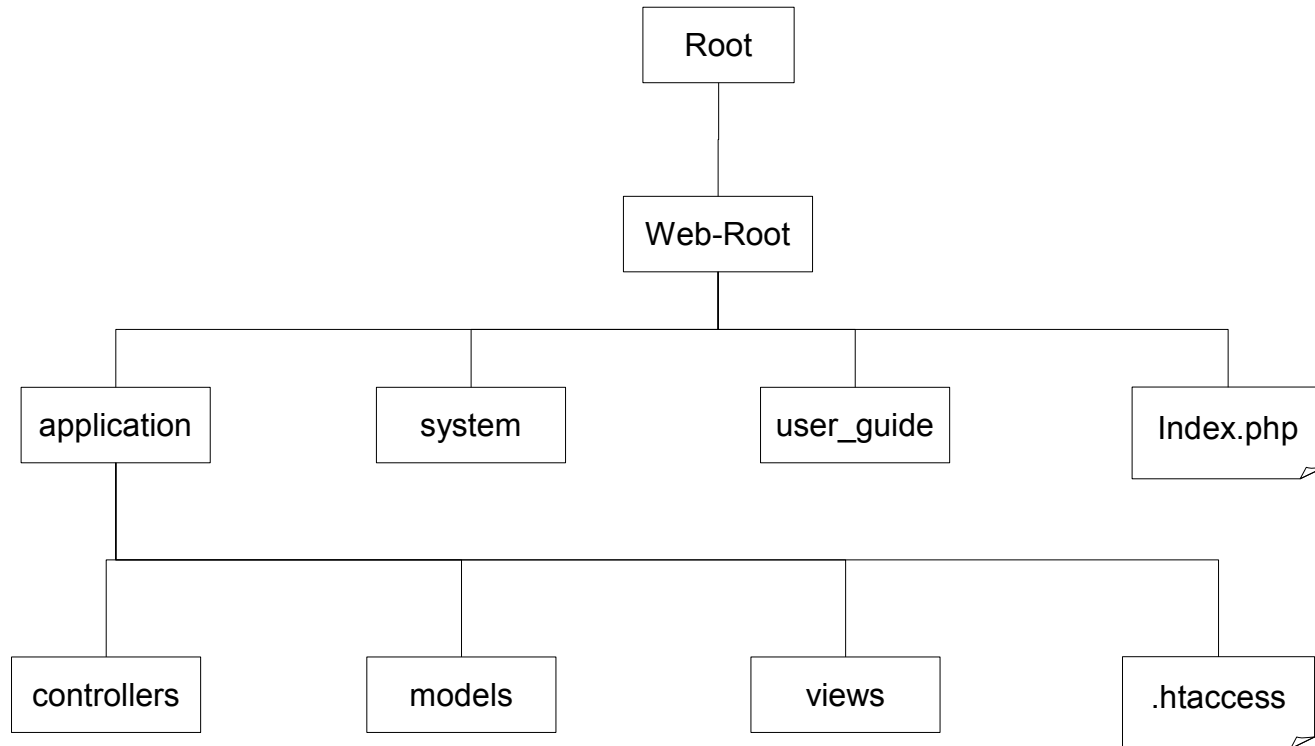 Root
Web-Root
application
system
user_guide
Index.php
controllers
models
views
.htaccess